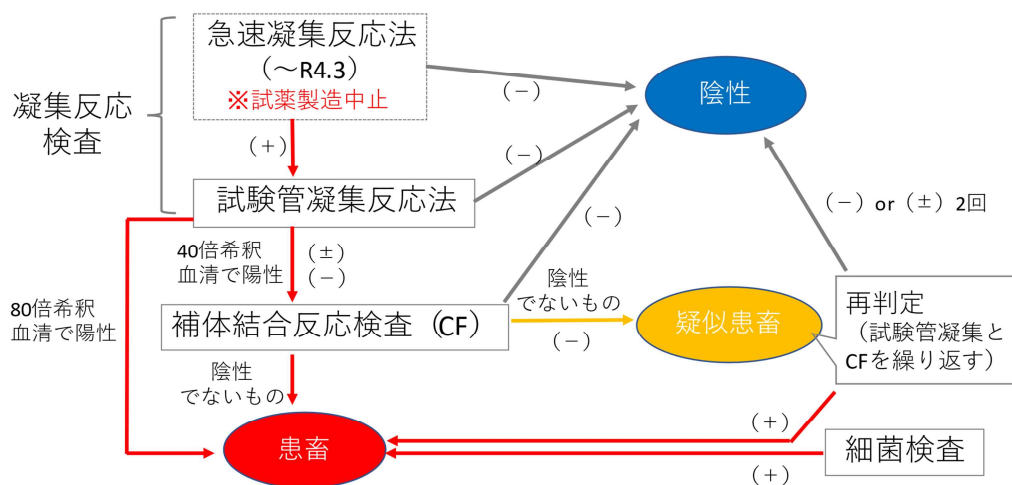 急速凝集反応法
(～R4.3)
※試薬製造中止
凝集反応
検査
(－)
陰性
(＋)
(－)
試験管凝集反応法
(－)
(－) or (±) 2回
40倍希釈
血清で陽性
(±)
(－)
80倍希釈
血清で陽性
補体結合反応検査 (CF)
陰性
でないもの
(－)
疑似患畜
再判定
(試験管凝集と
CFを繰り返す)
陰性
でないもの
患畜
(＋)
(＋)
細菌検査